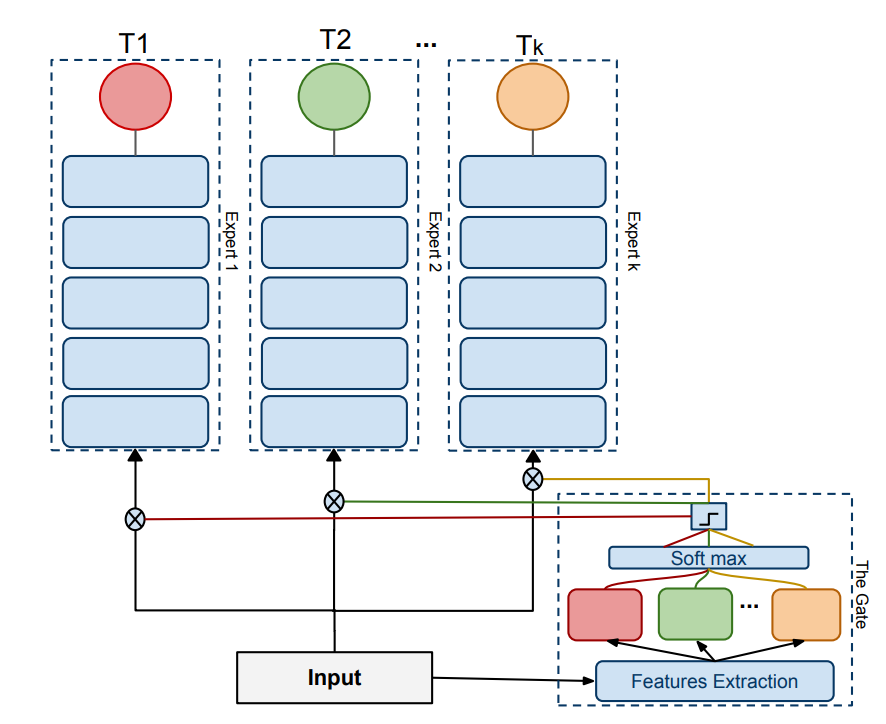 T1
T2
...
Tk
Expert 1
Expert 2
Expert k
Soft max
...
The Gate
Input
Features Extraction